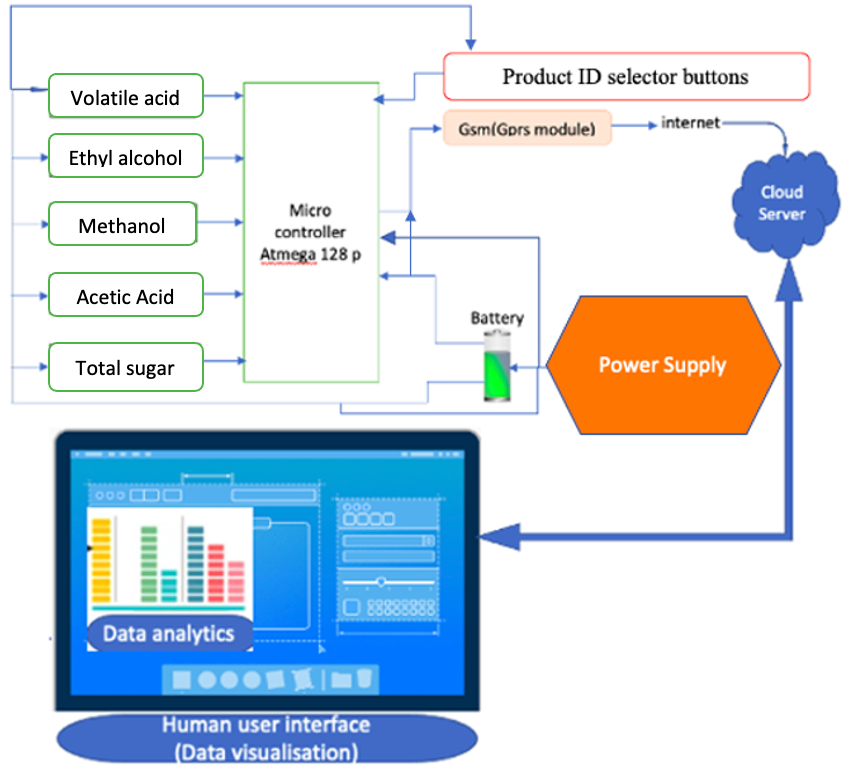 Product ID selector buttons
Volatile acid
Gsm(Gprs module)
internet
Ethyl alcohol
Cloud
Server
Methanol
Micro
controller
Atmega 128 p
Acetic Acid
Battery
Total sugar
Power Supply
Data analytics
Human user interface
(Data visualisation)